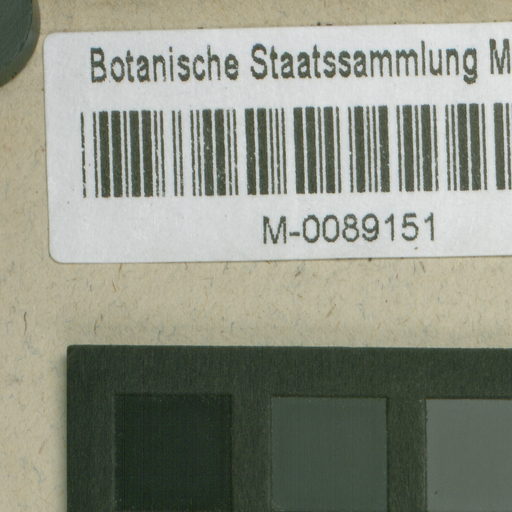 Botanische Staatssammlung M
M-0089151